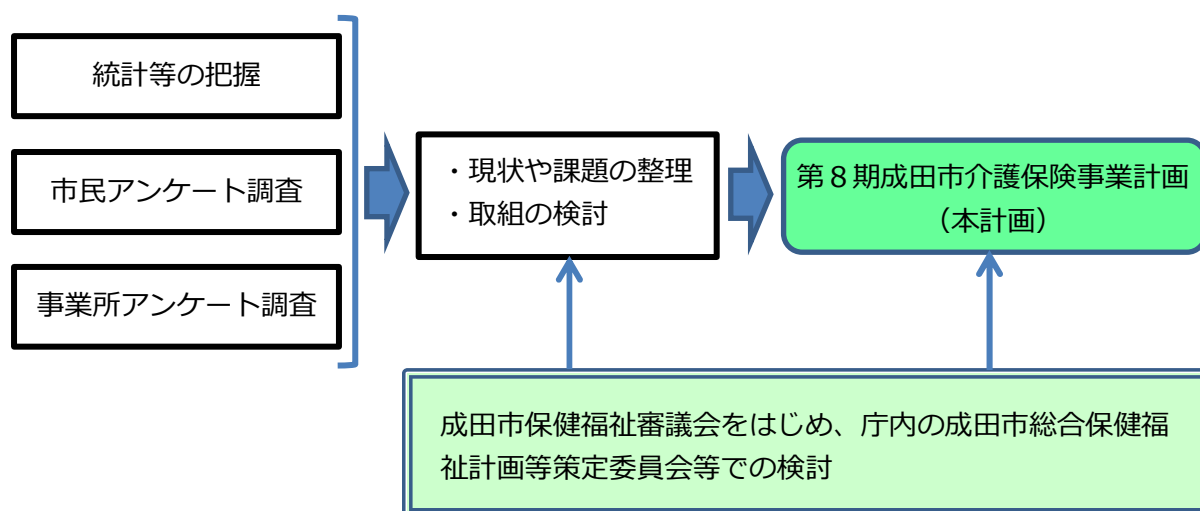 統計等の把握
市民アンケート調査
事業所アンケート調査
・現状や課題の整理
・取組の検討
第８期成田市介護保険事業計画
（本計画）
成田市保健福祉審議会をはじめ、庁内の成田市総合保健福
祉計画等策定委員会等での検討